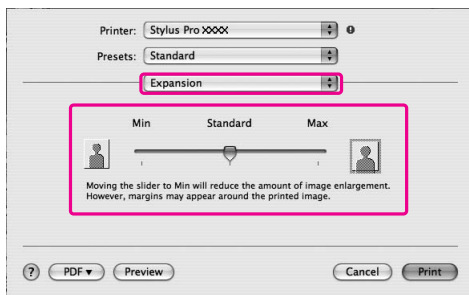 Printer: Stylus Pro XXXX
Presets: Standard
Expansion
Min Standard Max
Moving the slider to Min will reduce the amount of image enlargement.
However, margins may appear around the printed image.
? PDF ▼ Preview Cancel Print